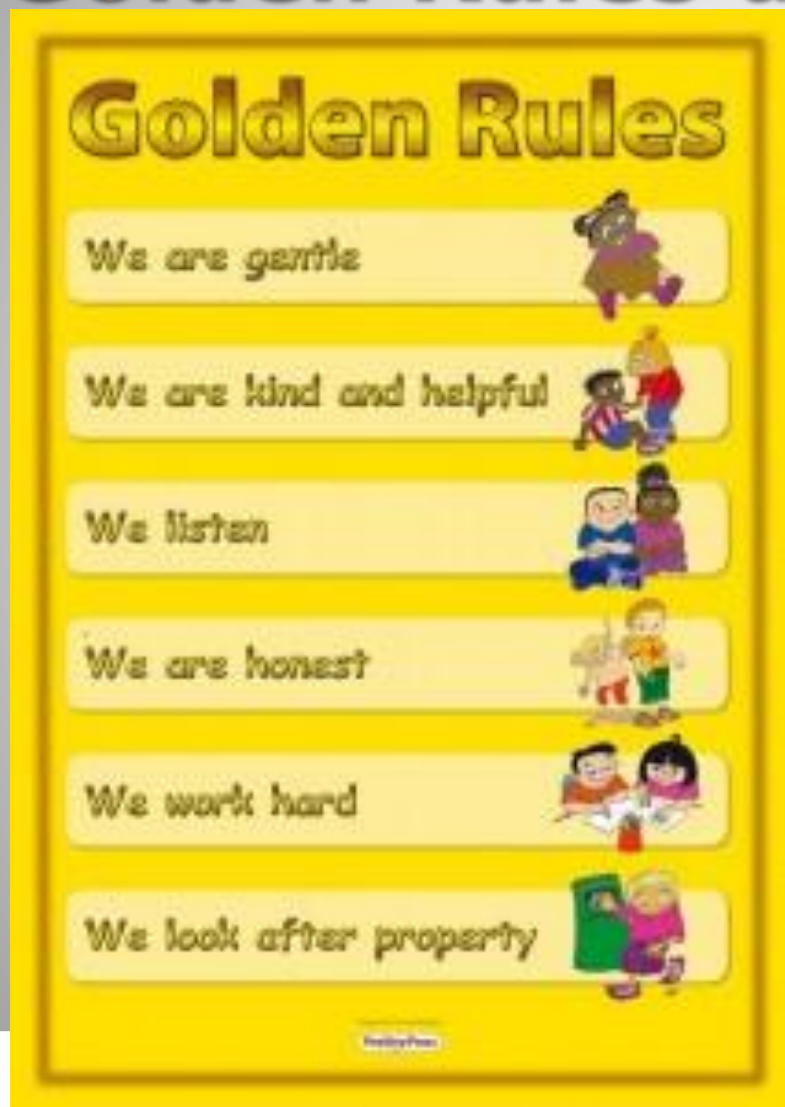 Golden Rules
We are gentle
We are kind and helpful
We listen
We are honest
We work hard
We look after property